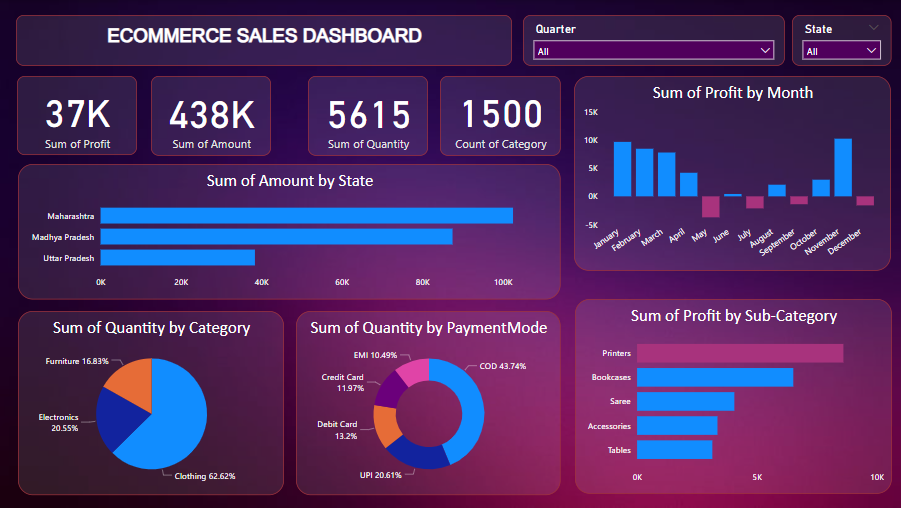 ECOMMERCE SALES DASHBOARD
Quarter
All
State
All
37K
Sum of Profit
438K
Sum of Amount
5615
Sum of Quantity
1500
Count of Category
Sum of Profit by Month
15K
10K
5K
0K
-5K
January
February
March
April
May
June
July
August
September
October
November
December
Sum of Amount by State
Maharashtra
Madhya Pradesh
Uttar Pradesh
0K 20K 40K 60K 80K 100K
Sum of Quantity by Category
Furniture 16.83%
Electronics
20.55%
Clothing 62.62%
Sum of Quantity by PaymentMode
EMI 10.49%
COD 43.74%
Credit Card
11.97%
Debit Card
13.2%
UPI 20.61%
Sum of Profit by Sub-Category
Printers
Bookcases
Saree
Accessories
Tables
0K 5K 10K